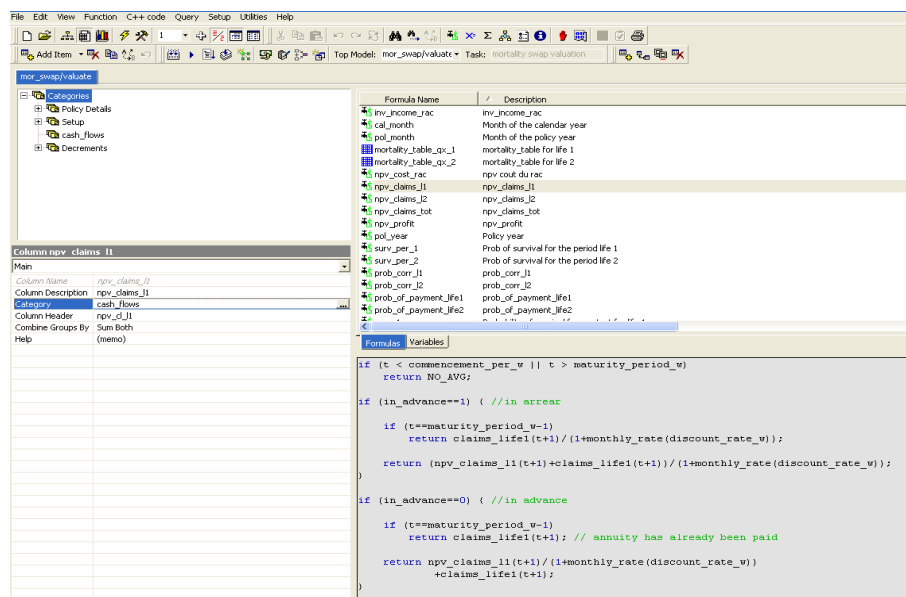 File Edit View Function C++ code Query Setup Utilities Help
1
Add Item Top Model: mor_swap/valuate Task: mortality swap valuation
mor_swap/valuate
Categories
Policy Details
Setup
cash_flows
Decrements
Formula Name / Description
inv_income_rac inv_income_rac
cal_month Month of the calendar year
pol_month Month of the policy year
mortality_table_qx_1 mortality_table for life 1
mortality_table_qx_2 mortality_table for life 2
npv_cost_rac npv cout du rac
npv_claims_l1 npv_claims_l1
npv_claims_l2 npv_claims_l2
npv_claims_tot npv_claims_tot
npv_profit npv_profit
pol_year Policy year
surv_per_1 Prob of survival for the period life 1
surv_per_2 Prob of survival for the period life 2
prob_corr_l1 prob_corr_l1
prob_corr_l2 prob_corr_l2
prob_of_payment_life1 prob_of_payment_life1
prob_of_payment_life2 prob_of_payment_life2
Column npv_claims_l1
Main
Column Name npv_claims_l1
Column Description npv_claims_l1
Category cash_flows ...
Column Header npv_cl_l1
Combine Groups By Sum Both
Help (memo)
Formulas Variables
if (t < commencement_per_w || t > maturity_period_w)
return NO_AVG;
if (in_advance==1) { //in arrear
if (t==maturity_period_w-1)
return claims_life1(t+1)/(1+monthly_rate(discount_rate_w));
return (npv_claims_l1(t+1)+claims_life1(t+1))/(1+monthly_rate(discount_rate_w));
}
if (in_advance==0) { //in advance
if (t==maturity_period_w-1)
return claims_life1(t+1); // annuity has already been paid
return npv_claims_l1(t+1)/(1+monthly_rate(discount_rate_w))
+claims_life1(t+1);
}